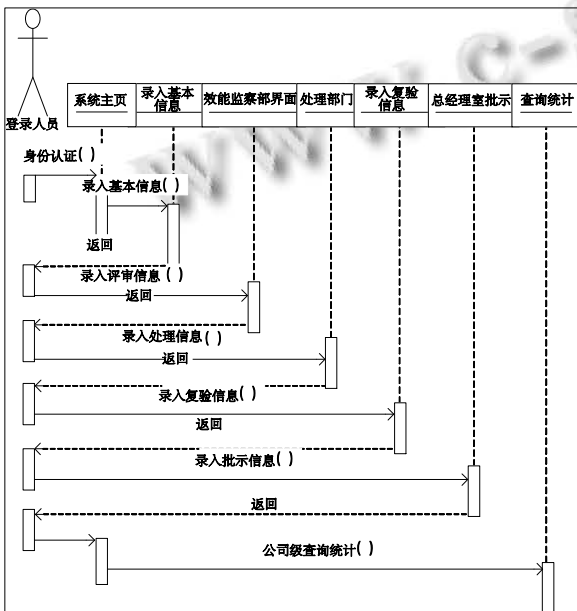 www c-s
系统主页
录入基本
信息
效能监察部界面
处理部门
录入复验
信息
总经理室批示
查询统计
登录人员
身份认证( )
录入基本信息( )
返回
录入评审信息( )
返回
录入处理信息( )
返回
录入复验信息( )
返回
录入批示信息( )
返回
公司级查询统计( )